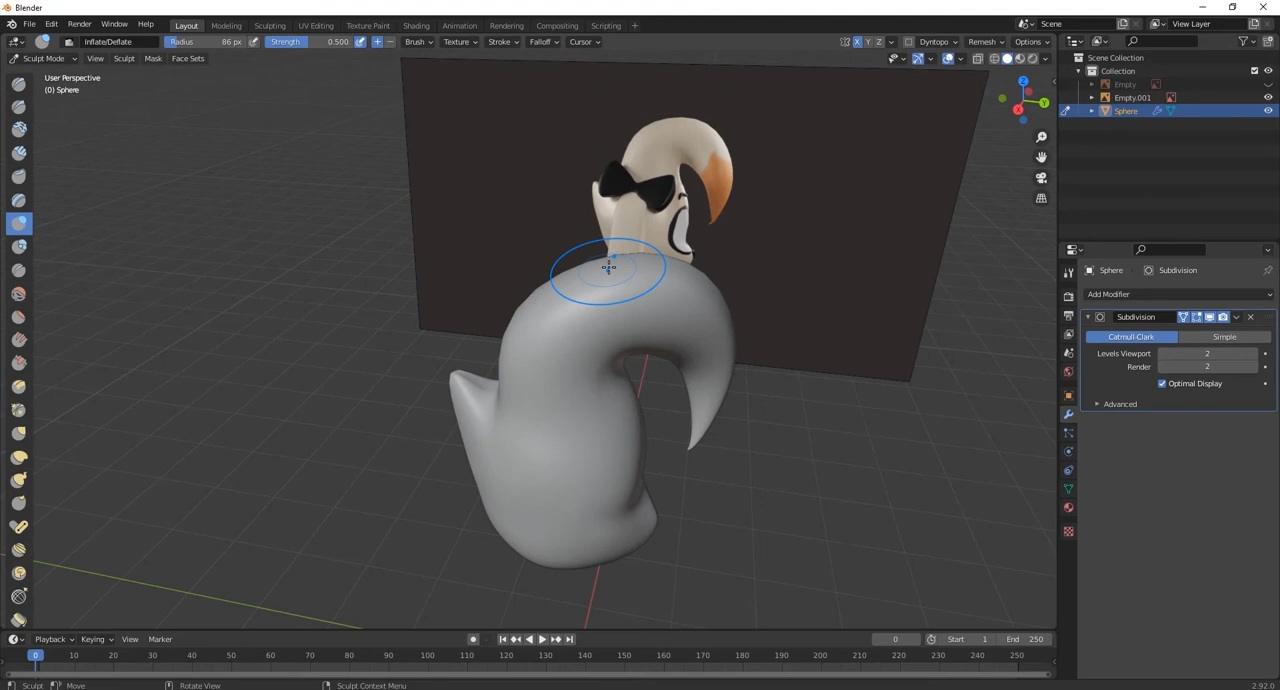 Blender
File Edit Render Window Help Layout Modeling Sculpting UV Editing Texture Paint Shading Animation Rendering Compositing Scripting + Scene View Layer
Inflate/Deflate Radius 86 px Strength 0.500 Brush Texture Stroke Falloff Cursor X Y Z Dyntopo Remesh Options
Sculpt Mode View Sculpt Mask Face Sets
User Perspective
(0) Sphere
Scene Collection
Collection
Empty
Empty.001
Sphere
Z
Y
X
Sphere Subdivision
Add Modifier
Subdivision
Catmull-Clark Simple
Levels Viewport 2
Render 2
Optimal Display
Advanced
Playback Keying View Marker 0 Start 1 End 250
0 10 20 30 40 50 60 70 80 90 100 110 120 130 140 150 160 170 180 190 200 210 220 230 240 250
Sculpt Move Rotate View Sculpt Context Menu 2.92.0